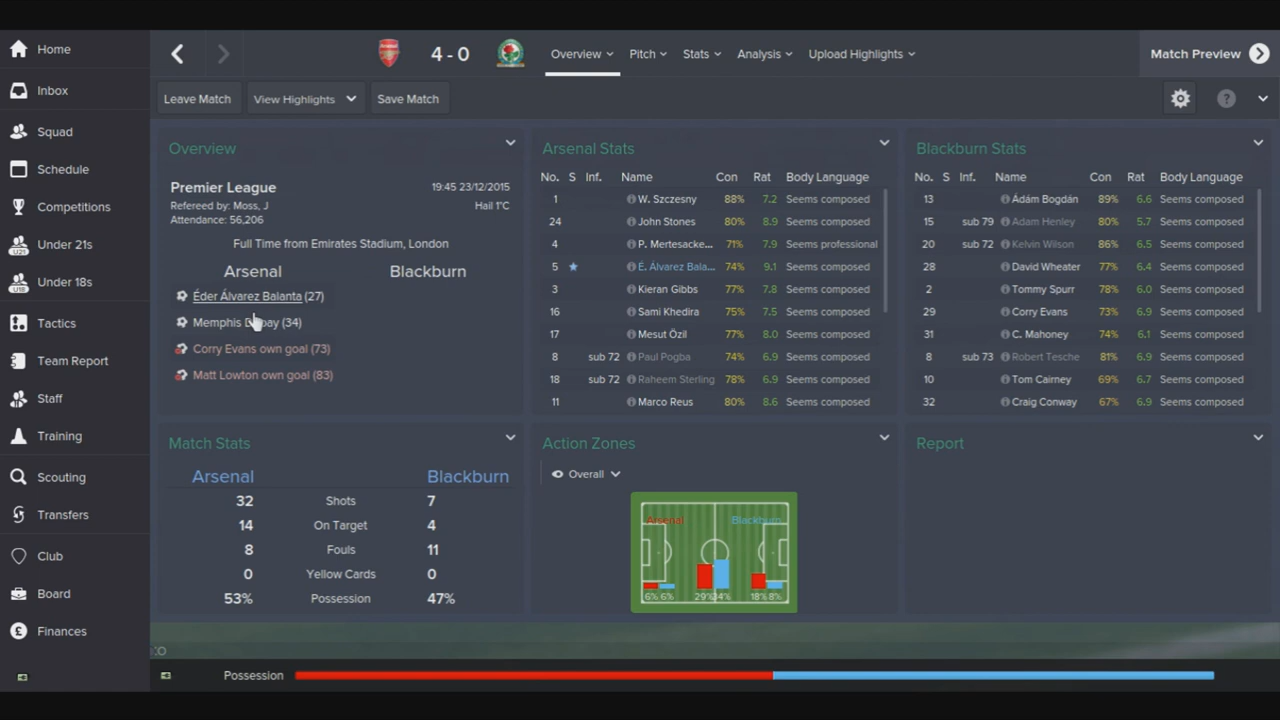 Home
Inbox
Squad
Schedule
Competitions
Under 21s
Under 18s
Tactics
Team Report
Staff
Training
Scouting
Transfers
Club
Board
Finances
4 - 0
Overview
Pitch
Stats
Analysis
Upload Highlights
Match Preview
Leave Match
View Highlights
Save Match
Overview
Premier League 19:45 23/12/2015
Refereed by: Moss, J Hail 1°C
Attendance: 56,206
Full Time from Emirates Stadium, London
Arsenal Blackburn
Éder Álvarez Balanta (27)
Memphis (34)
Corry Evans own goal (73)
Matt Lowton own goal (83)
Arsenal Stats
No. S Inf. Name Con Rat Body Language
1 W. Szczesny 88% 7.2 Seems composed
24 John Stones 80% 8.9 Seems composed
4 P. Mertesacke... 71% 7.9 Seems professional
5 É. Álvarez Bala... 74% 9.1 Seems composed
3 Kieran Gibbs 77% 7.8 Seems composed
16 Sami Khedira 75% 7.5 Seems composed
17 Mesut Özil 77% 8.0 Seems composed
8 sub 72 Paul Pogba 74% 6.9 Seems composed
18 sub 72 Raheem Sterling 78% 6.9 Seems composed
11 Marco Reus 80% 8.6 Seems composed
Blackburn Stats
No. S Inf. Name Con Rat Body Language
13 Ádám Bogdán 89% 6.6 Seems composed
15 sub 79 Adam Henley 80% 5.7 Seems composed
20 sub 72 Kelvin Wilson 86% 6.5 Seems composed
28 David Wheater 77% 6.4 Seems composed
2 Tommy Spurr 78% 6.0 Seems composed
29 Corry Evans 73% 6.9 Seems composed
31 C. Mahoney 74% 6.1 Seems composed
8 sub 73 Robert Tesche 81% 6.9 Seems composed
10 Tom Cairney 69% 6.7 Seems composed
32 Craig Conway 67% 6.9 Seems composed
Match Stats
Arsenal Blackburn
32 Shots 7
14 On Target 4
8 Fouls 11
0 Yellow Cards 0
53% Possession 47%
Action Zones
Overall
Arsenal Blackburn
6% 6% 29% 34% 18% 8%
Report
Possession